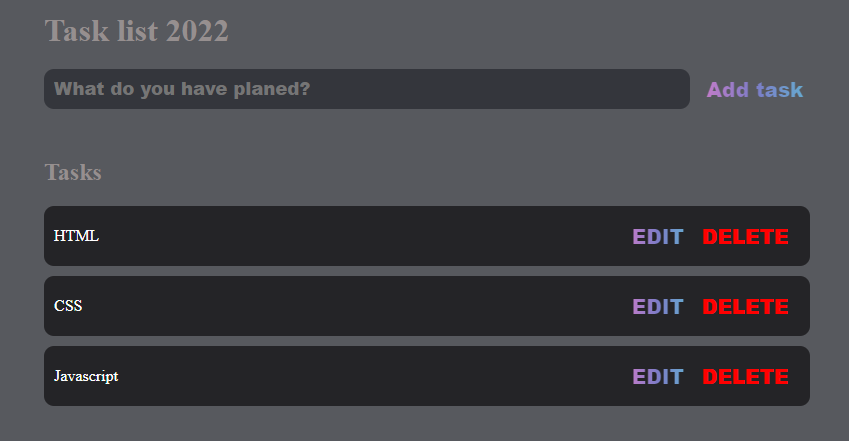 Task list 2022
What do you have planed? Add task
Tasks
HTML EDIT DELETE
CSS EDIT DELETE
Javascript EDIT DELETE